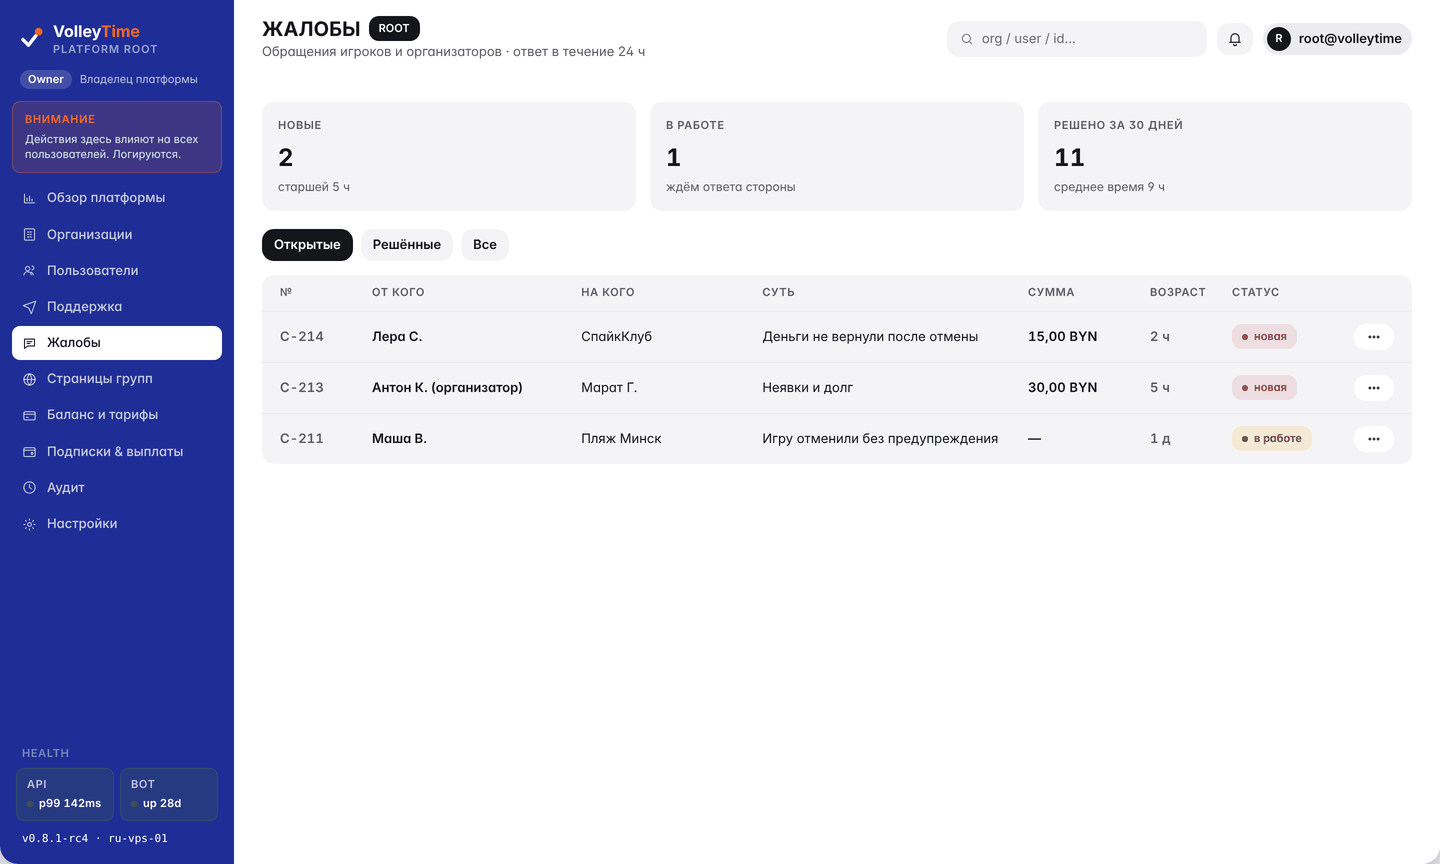 VolleyTime
PLATFORM ROOT
Owner Владелец платформы
ВНИМАНИЕ
Действия здесь влияют на всех
пользователей. Логируются.
Обзор платформы
Организации
Пользователи
Поддержка
Жалобы
Страницы групп
Баланс и тарифы
Подписки & выплаты
Аудит
Настройки
HEALTH
API
p99 142ms
BOT
up 28d
v0.8.1-rc4 · ru-vps-01
ЖАЛОБЫ ROOT
Обращения игроков и организаторов · ответ в течение 24 ч
org / user / id...
R root@volleytime
НОВЫЕ
2
старшей 5 ч
В РАБОТЕ
1
ждём ответа стороны
РЕШЕНО ЗА 30 ДНЕЙ
11
среднее время 9 ч
Открытые Решённые Все
№ ОТ КОГО НА КОГО СУТЬ СУММА ВОЗРАСТ СТАТУС
С-214 Лера С. СпайкКлуб Деньги не вернули после отмены 15,00 BYN 2 ч новая
С-213 Антон К. (организатор) Марат Г. Неявки и долг 30,00 BYN 5 ч новая
С-211 Маша В. Пляж Минск Игру отменили без предупреждения — 1 д в работе